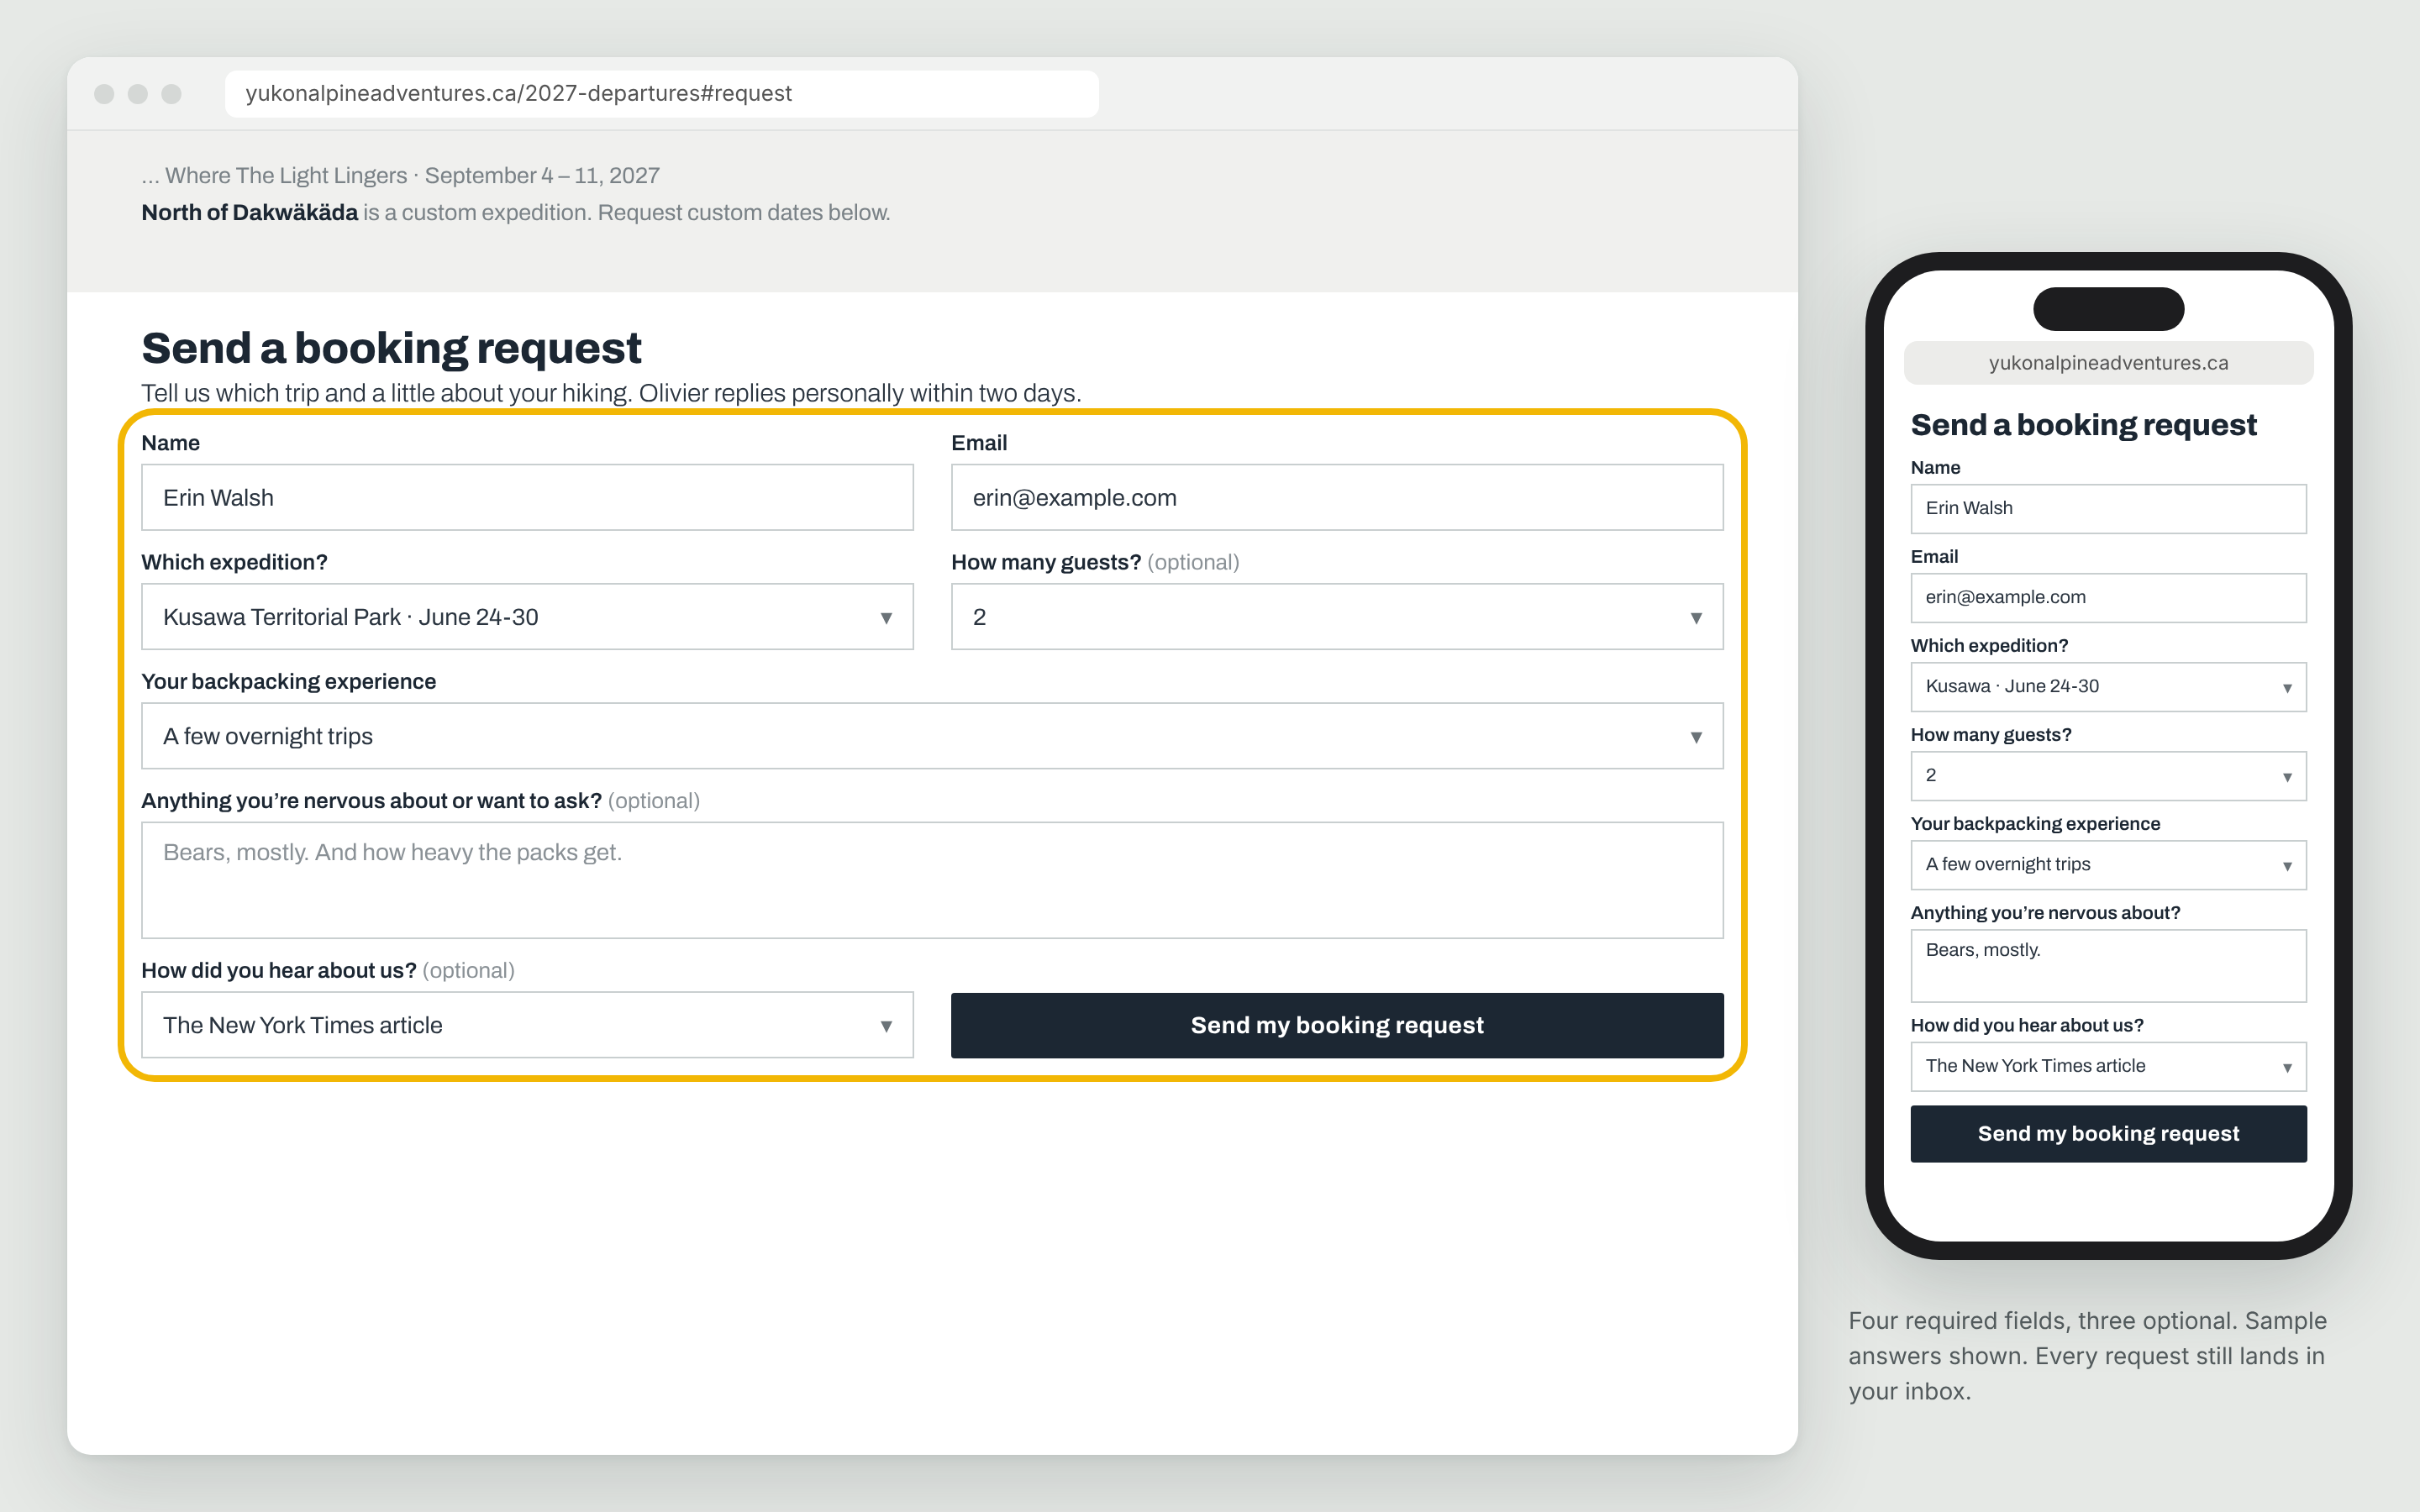 yukonalpineadventures.ca/2027-departures#request
... Where The Light Lingers · September 4 – 11, 2027
North of Dakwäkäda is a custom expedition. Request custom dates below.
Send a booking request
Tell us which trip and a little about your hiking. Olivier replies personally within two days.
Name
Email
Erin Walsh
erin@example.com
Which expedition?
How many guests? (optional)
Kusawa Territorial Park · June 24-30 ▼
2 ▼
Your backpacking experience
A few overnight trips ▼
Anything you’re nervous about or want to ask? (optional)
Bears, mostly. And how heavy the packs get.
How did you hear about us? (optional)
The New York Times article ▼
Send my booking request
yukonalpineadventures.ca
Send a booking request
Name
Erin Walsh
Email
erin@example.com
Which expedition?
Kusawa · June 24-30 ▼
How many guests?
2 ▼
Your backpacking experience
A few overnight trips ▼
Anything you’re nervous about?
Bears, mostly.
How did you hear about us?
The New York Times article ▼
Send my booking request
Four required fields, three optional. Sample
answers shown. Every request still lands in
your inbox.